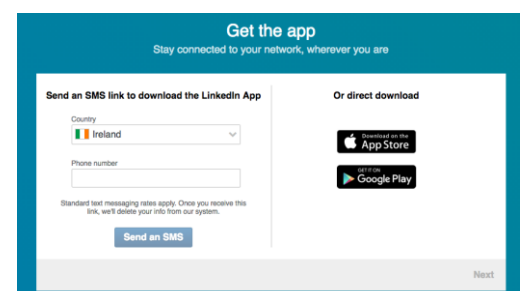 Get the app
Stay connected to your network, wherever you are
Send an SMS link to download the LinkedIn App
Country
Ireland
Phone number
Standard text messaging rates apply. Once you receive this
link, we'll delete your info from our system.
Send an SMS
Or direct download
Download on the
App Store
GET IT ON
Google Play
Next